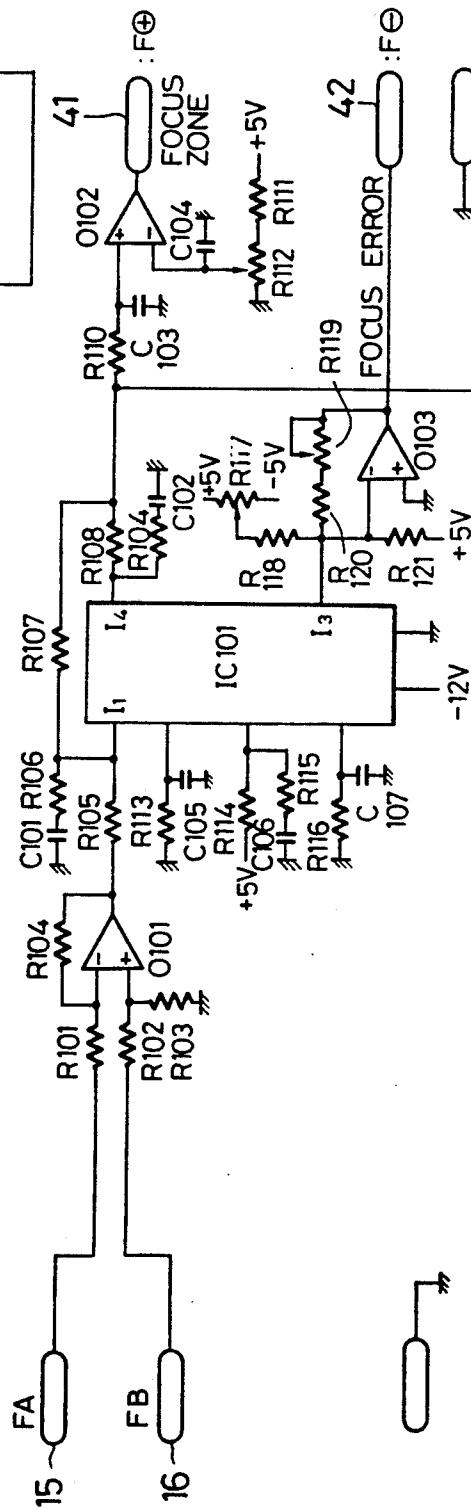 FA
15
FB
16
R101
R104
R102
R103
O101
C101
R106
R105
R107
R113
C105
R114
+5V
C106
R115
R116
C
107
I1
I4
IC101
I3
-12V
R108
R104
C102
+5V
R117
-5V
R
118
R
120
R119
R
121
+5V
O103
FOCUS ERROR
42
:F⊖
R110
C
103
O102
C104
R112
R111
+5V
41
FOCUS
ZONE
:F⊕